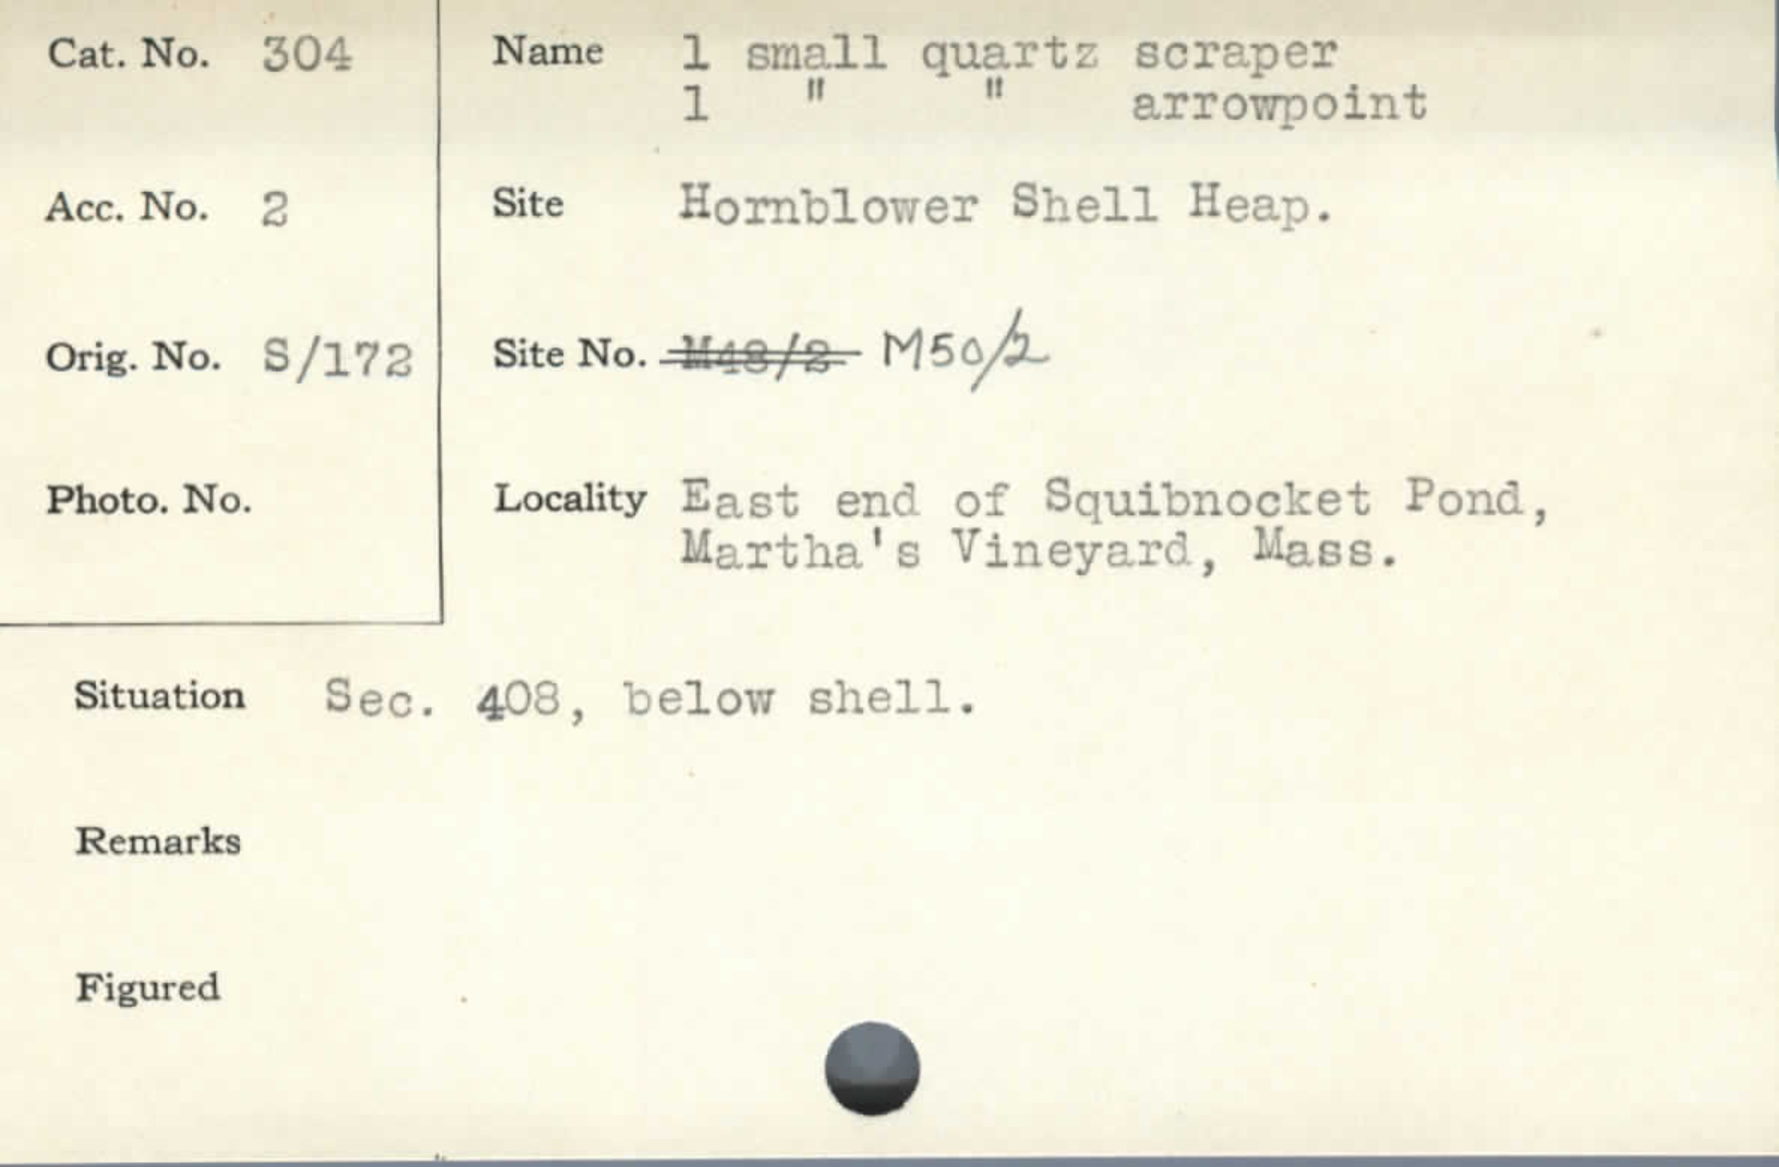 Cat. No. 304
Name 1 small quartz scraper
1 " " arrowpoint
Acc. No. 2
Site Hornblower Shell Heap.
Orig. No. S/172
Site No. M48/2 M50/2
Photo. No.
Locality East end of Squibnocket Pond,
Martha's Vineyard, Mass.
Situation Sec. 408, below shell.
Remarks
Figured